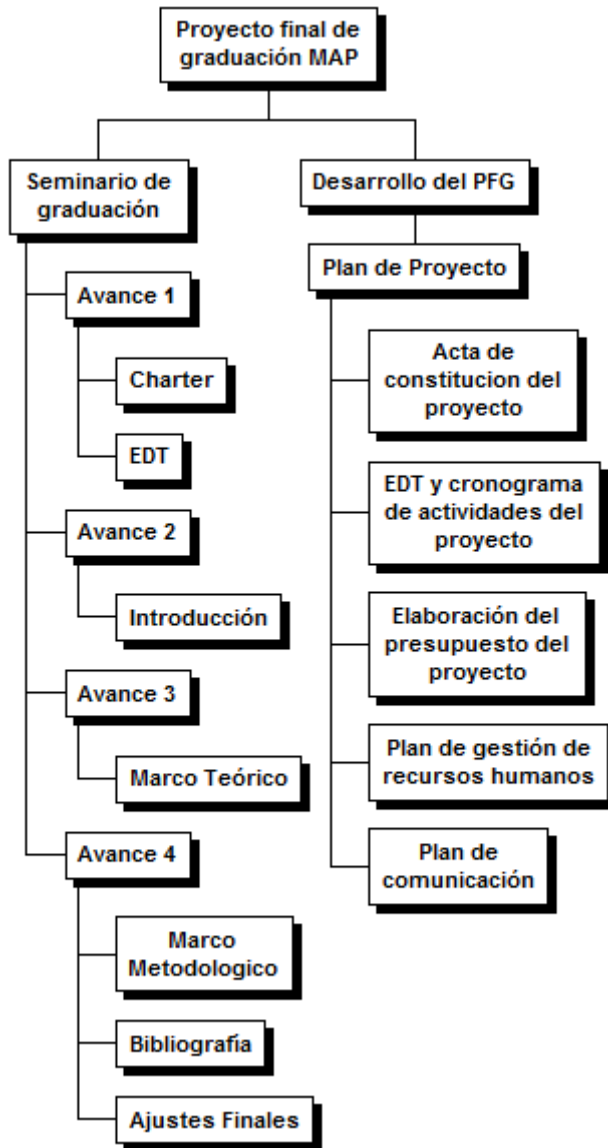 Proyecto final de
graduación MAP
Seminario de
graduación
Avance 1
Charter
EDT
Avance 2
Introducción
Avance 3
Marco Teórico
Avance 4
Marco
Metodologico
Bibliografía
Ajustes Finales
Desarrollo del PFG
Plan de Proyecto
Acta de
constitucion del
proyecto
EDT y cronograma
de actividades del
proyecto
Elaboración del
presupuesto del
proyecto
Plan de gestión de
recursos humanos
Plan de
comunicación